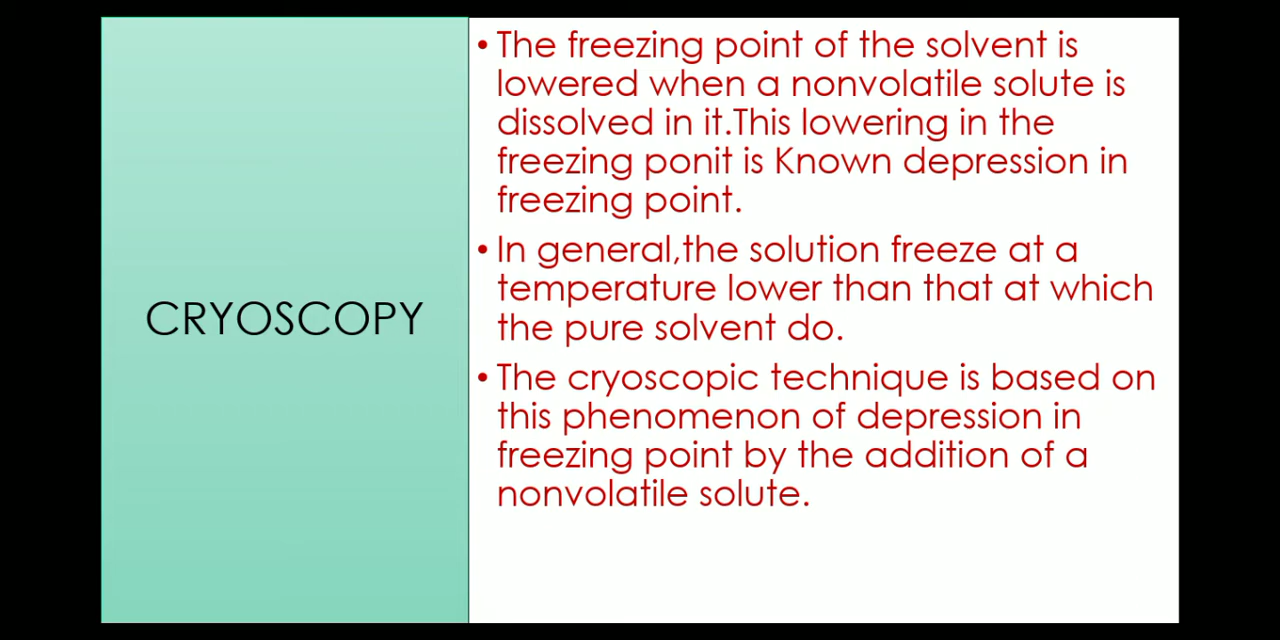 CRYOSCOPY
• The freezing point of the solvent is
lowered when a nonvolatile solute is
dissolved in it.This lowering in the
freezing ponit is Known depression in
freezing point.
• In general,the solution freeze at a
temperature lower than that at which
the pure solvent do.
• The cryoscopic technique is based on
this phenomenon of depression in
freezing point by the addition of a
nonvolatile solute.